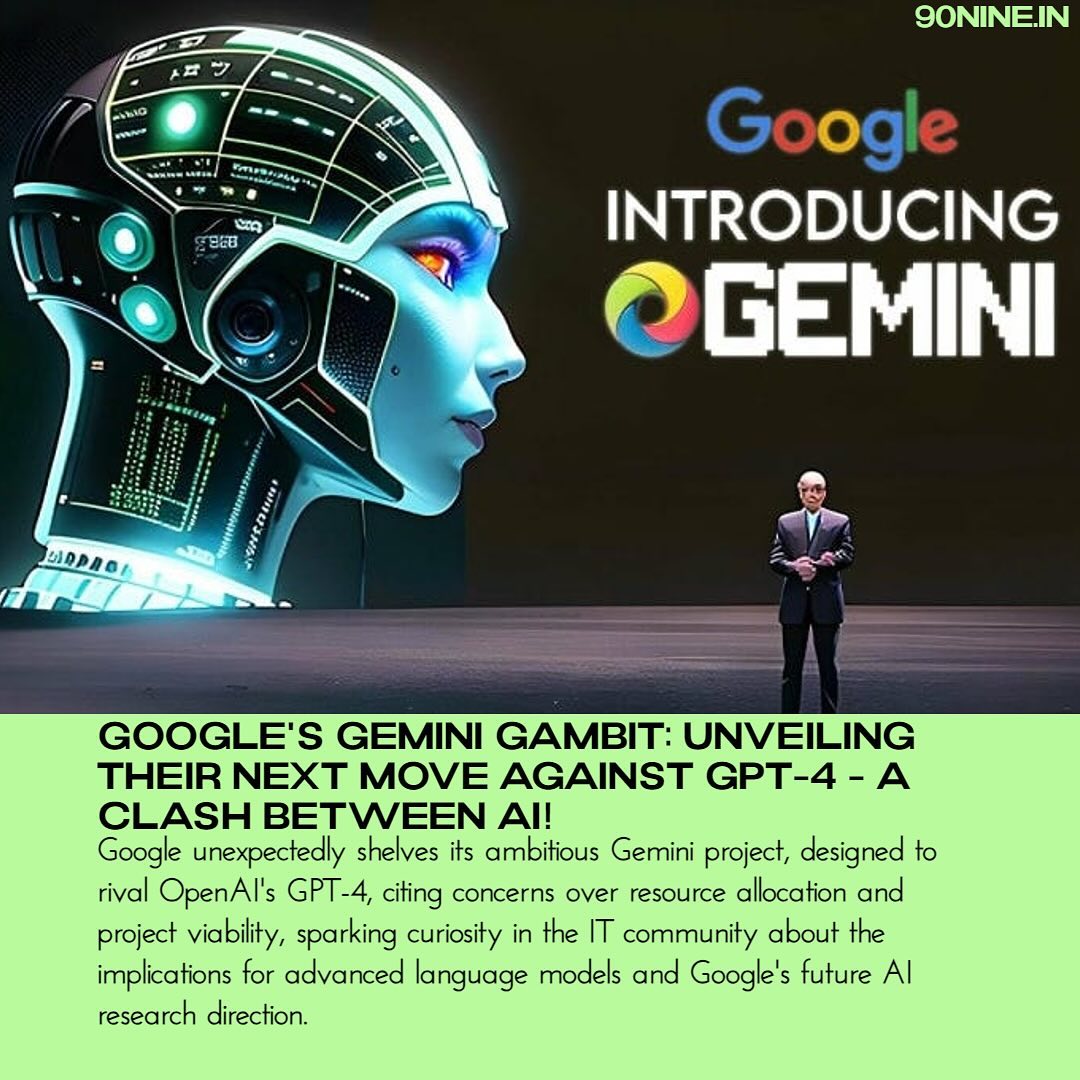 90NINE.IN
Google
INTRODUCING
GEMINI
GOOGLE'S GEMINI GAMBIT: UNVEILING
THEIR NEXT MOVE AGAINST GPT-4 - A
CLASH BETWEEN AI!
Google unexpectedly shelves its ambitious Gemini project, designed to
rival OpenAI's GPT-4, citing concerns over resource allocation and
project viability, sparking curiosity in the IT community about the
implications for advanced language models and Google's future AI
research direction.